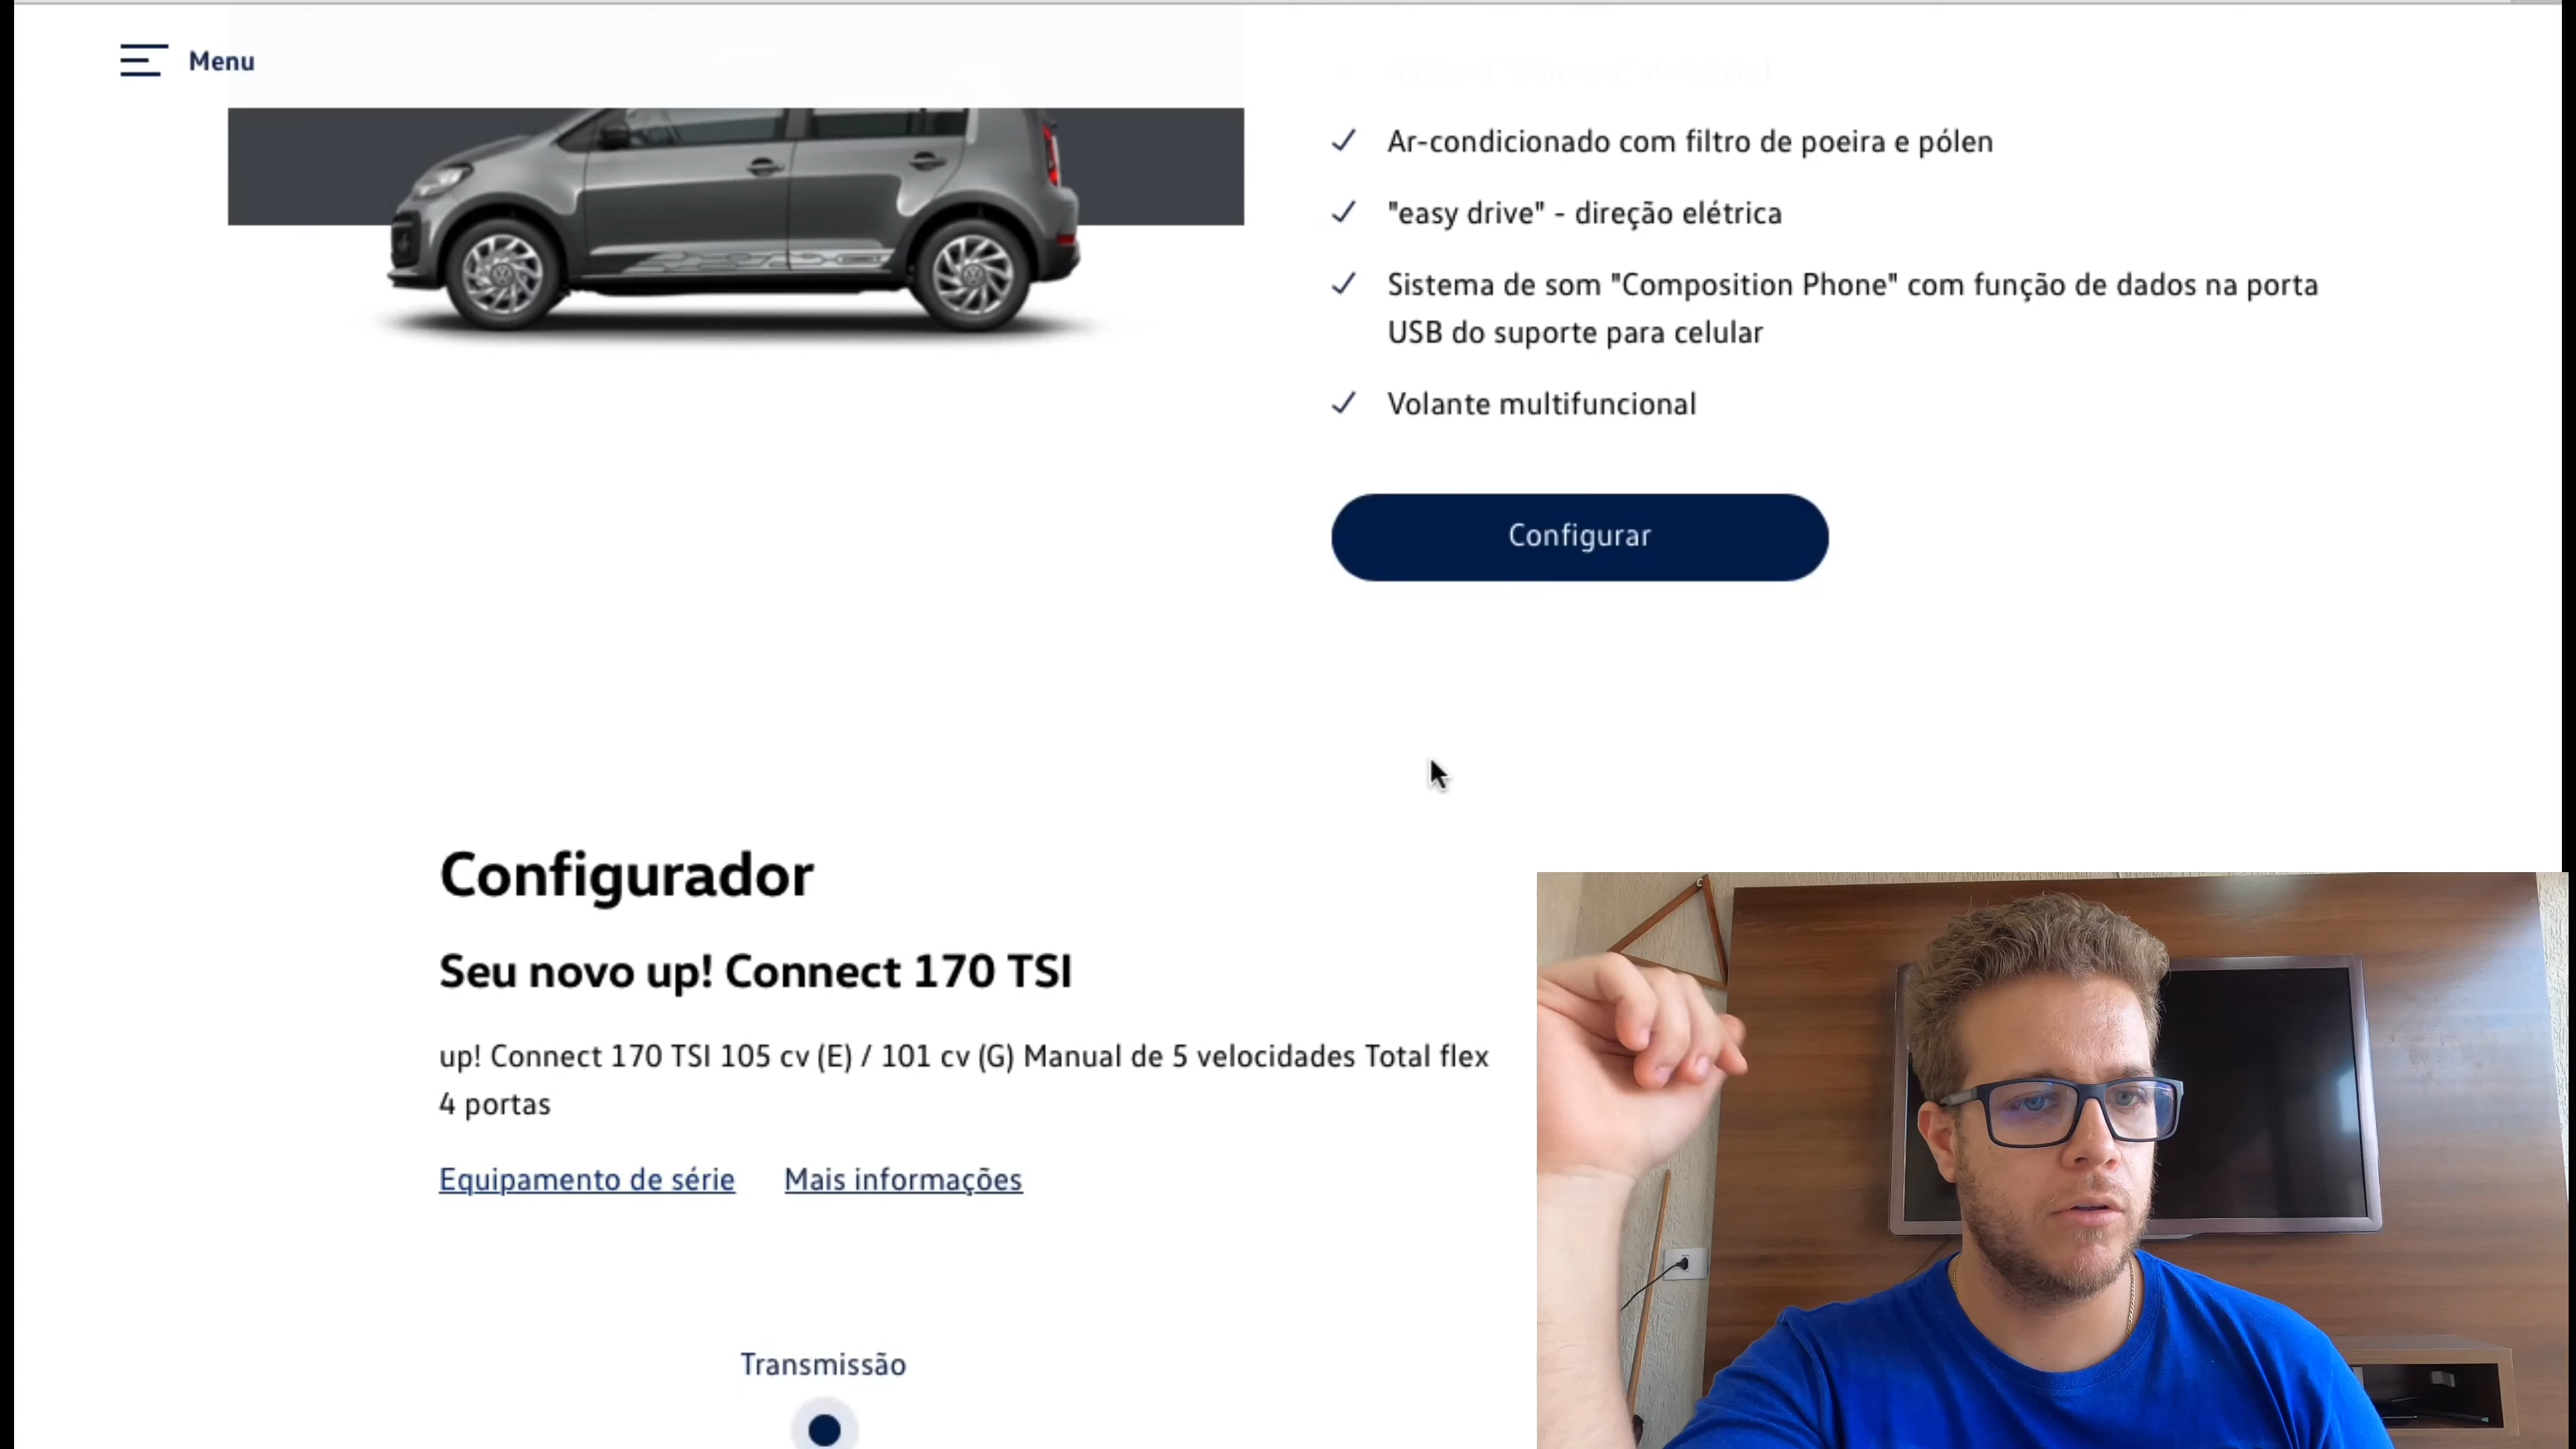 Menu
Ar-condicionado com filtro de poeira e pólen
"easy drive" - direção elétrica
Sistema de som "Composition Phone" com função de dados na porta
USB do suporte para celular
Volante multifuncional
Configurar
Configurador
Seu novo up! Connect 170 TSI
up! Connect 170 TSI 105 cv (E) / 101 cv (G) Manual de 5 velocidades Total flex
4 portas
Equipamento de série Mais informações
Transmissão